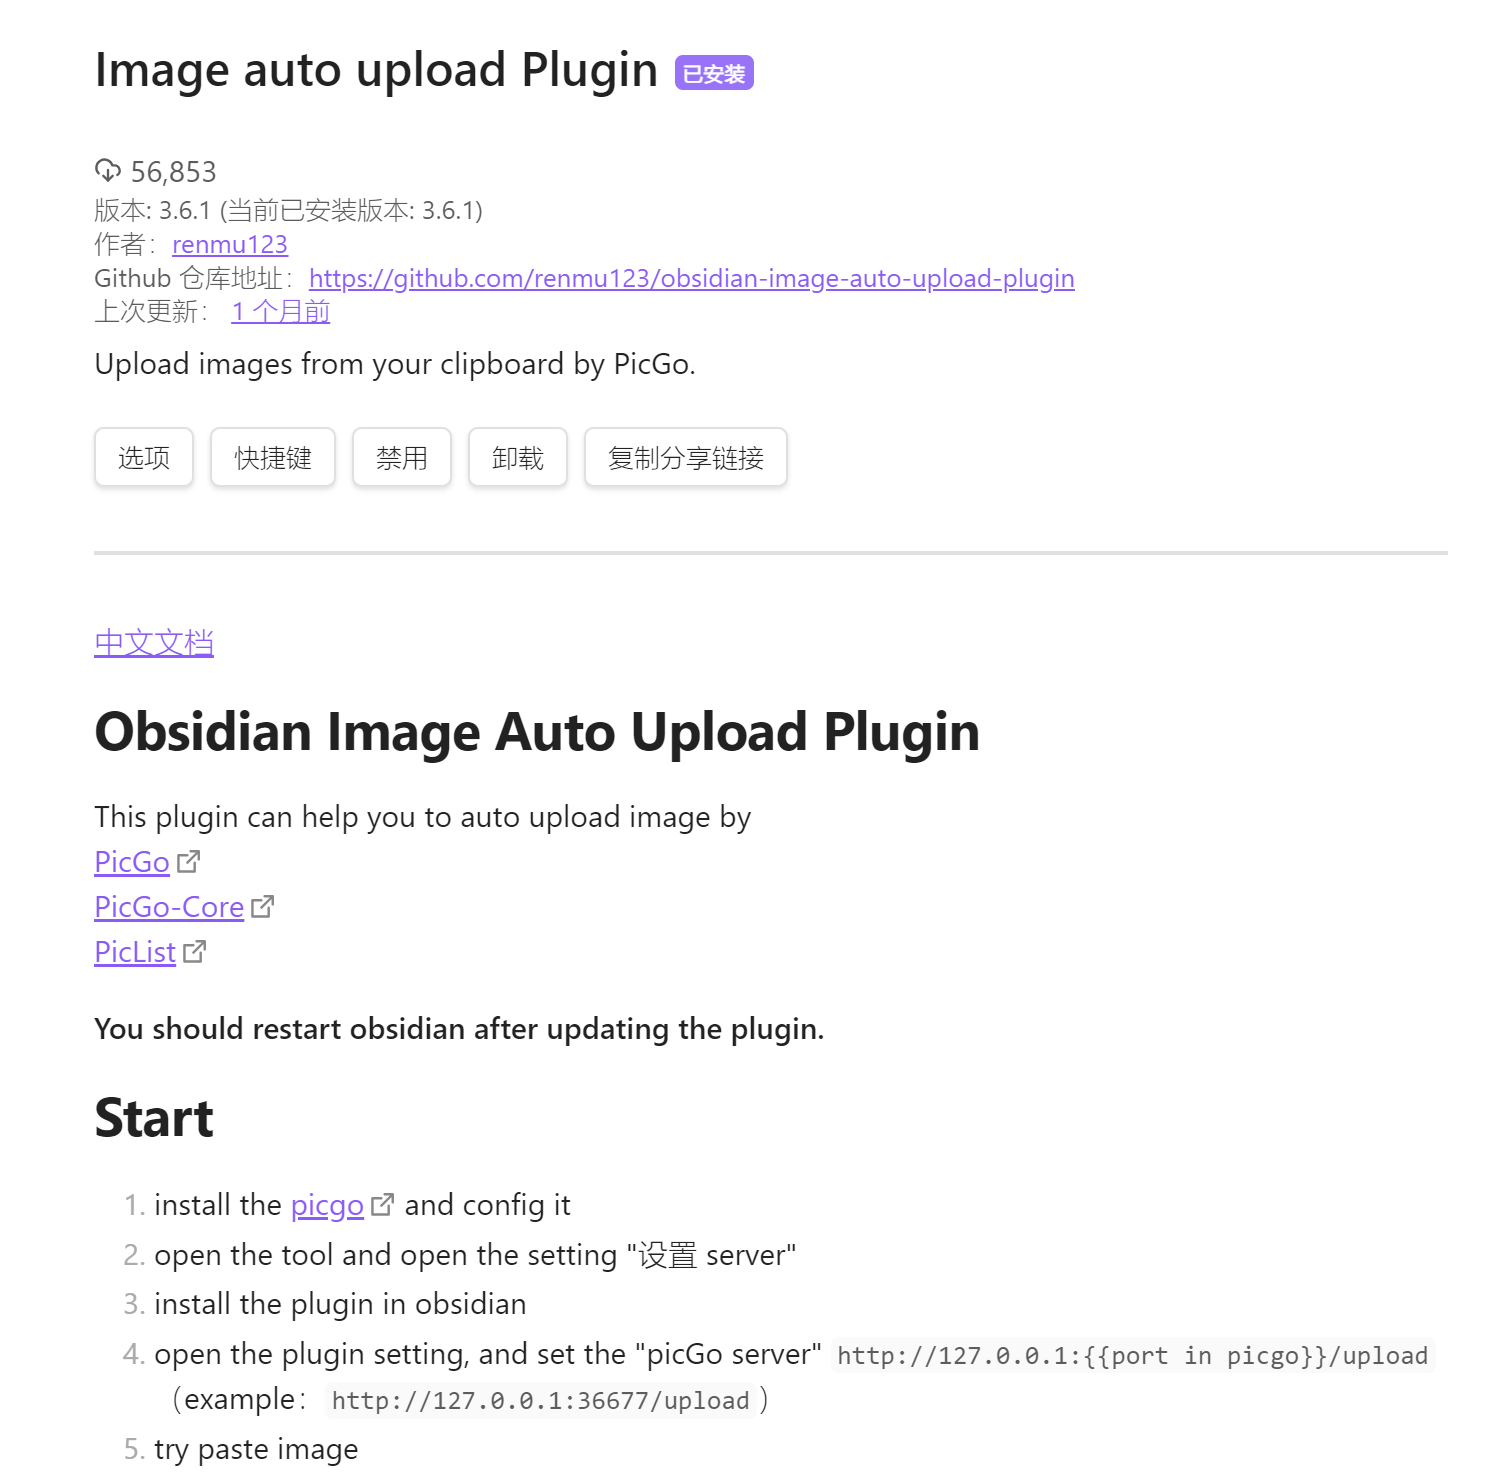 Image auto upload Plugin 已安装
56,853
版本: 3.6.1 (当前已安装版本: 3.6.1)
作者：renmu123
Github 仓库地址：https://github.com/renmu123/obsidian-image-auto-upload-plugin
上次更新： 1 个月前
Upload images from your clipboard by PicGo.
选项 快捷键 禁用 卸载 复制分享链接
中文文档
Obsidian Image Auto Upload Plugin
This plugin can help you to auto upload image by
PicGo
PicGo-Core
PicList
You should restart obsidian after updating the plugin.
Start
1. install the picgo and config it
2. open the tool and open the setting "设置 server"
3. install the plugin in obsidian
4. open the plugin setting, and set the "picGo server" http://127.0.0.1:{{port in picgo}}/upload
（example： http://127.0.0.1:36677/upload）
5. try paste image